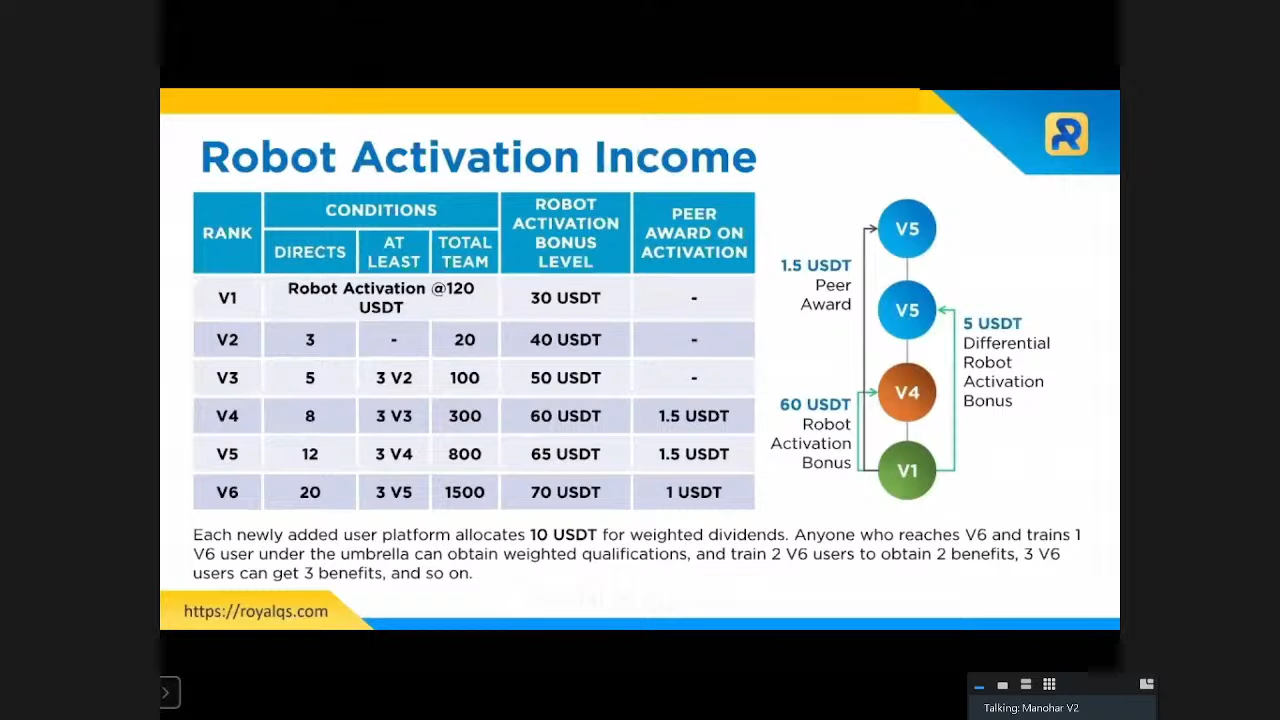 Robot Activation Income
RANK
CONDITIONS
DIRECTS
AT
LEAST
TOTAL
TEAM
ROBOT
ACTIVATION
BONUS
LEVEL
PEER
AWARD ON
ACTIVATION
V1 Robot Activation @120 30 USDT -
USDT
V2 3 - 20 40 USDT -
V3 5 3 V2 100 50 USDT -
V4 8 3 V3 300 60 USDT 1.5 USDT
V5 12 3 V4 800 65 USDT 1.5 USDT
V6 20 3 V5 1500 70 USDT 1 USDT
V5
V5
V4
V1
1.5 USDT
Peer
Award
5 USDT
Differential
Robot
Activation
Bonus
60 USDT
Robot
Activation
Bonus
Each newly added user platform allocates 10 USDT for weighted dividends. Anyone who reaches V6 and trains 1
V6 user under the umbrella can obtain weighted qualifications, and train 2 V6 users to obtain 2 benefits, 3 V6
users can get 3 benefits, and so on.
https://royalqs.com
Talking: Manohar V2